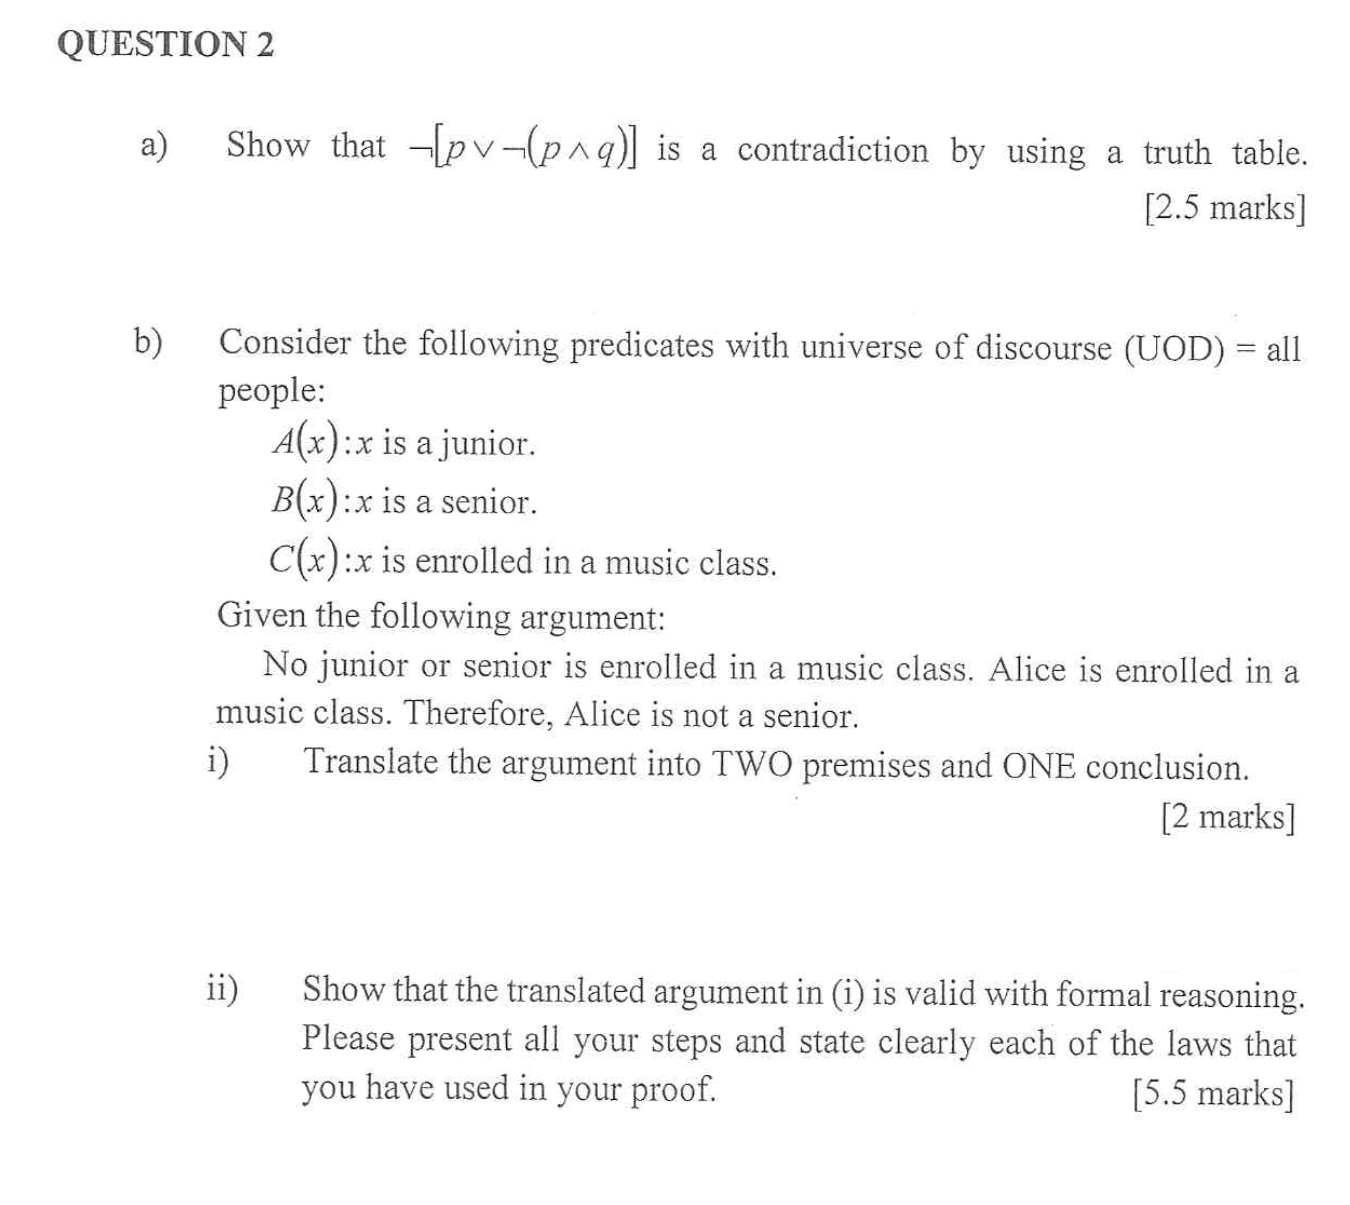 QUESTION 2
a) Show that ¬[p∨¬(p∧q)] is a contradiction by using a truth table.
[2.5 marks]
b) Consider the following predicates with universe of discourse (UOD) = all
people:
A(x):x is a junior.
B(x):x is a senior.
C(x):x is enrolled in a music class.
Given the following argument:
No junior or senior is enrolled in a music class. Alice is enrolled in a
music class. Therefore, Alice is not a senior.
i) Translate the argument into TWO premises and ONE conclusion.
[2 marks]
ii) Show that the translated argument in (i) is valid with formal reasoning.
Please present all your steps and state clearly each of the laws that
you have used in your proof. [5.5 marks]